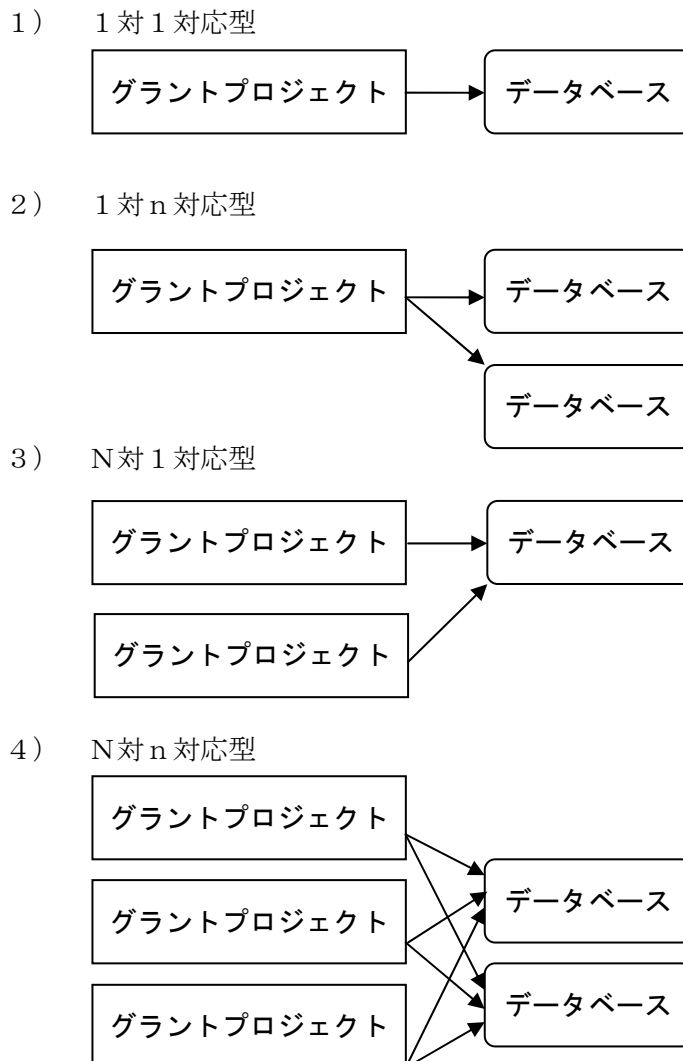 １）　１対１対応型
グラントプロジェクト　データベース
２）　１対ｎ対応型
グラントプロジェクト　データベース
データベース
３）　Ｎ対１対応型
グラントプロジェクト　データベース
グラントプロジェクト
４）　Ｎ対ｎ対応型
グラントプロジェクト
データベース
グラントプロジェクト
データベース
グラントプロジェクト